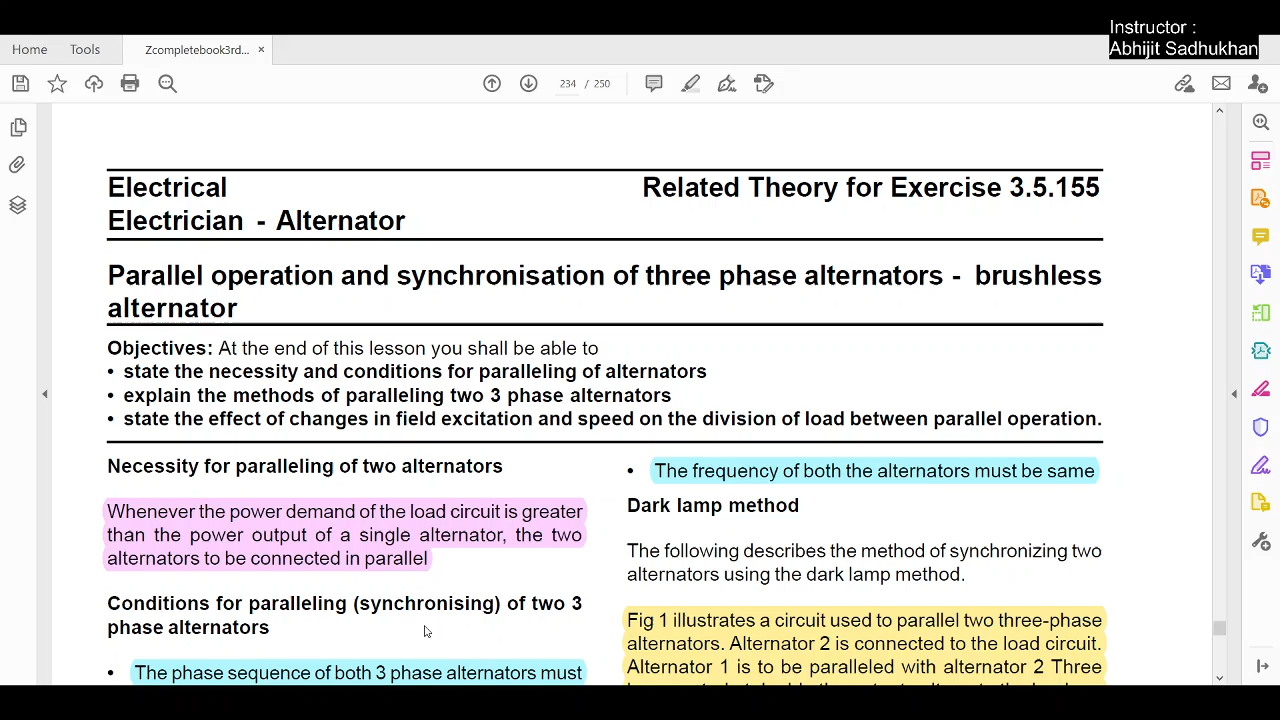 Instructor :
Abhijit Sadhukhan
Home Tools Zcompletebook3rd... ×
234 / 250
Electrical Related Theory for Exercise 3.5.155
Electrician - Alternator
Parallel operation and synchronisation of three phase alternators - brushless
alternator
Objectives: At the end of this lesson you shall be able to
• state the necessity and conditions for paralleling of alternators
• explain the methods of paralleling two 3 phase alternators
• state the effect of changes in field excitation and speed on the division of load between parallel operation.
Necessity for paralleling of two alternators
Whenever the power demand of the load circuit is greater
than the power output of a single alternator, the two
alternators to be connected in parallel
Conditions for paralleling (synchronising) of two 3
phase alternators
• The phase sequence of both 3 phase alternators must
• The frequency of both the alternators must be same
Dark lamp method
The following describes the method of synchronizing two
alternators using the dark lamp method.
Fig 1 illustrates a circuit used to parallel two three-phase
alternators. Alternator 2 is connected to the load circuit.
Alternator 1 is to be paralleled with alternator 2 Three